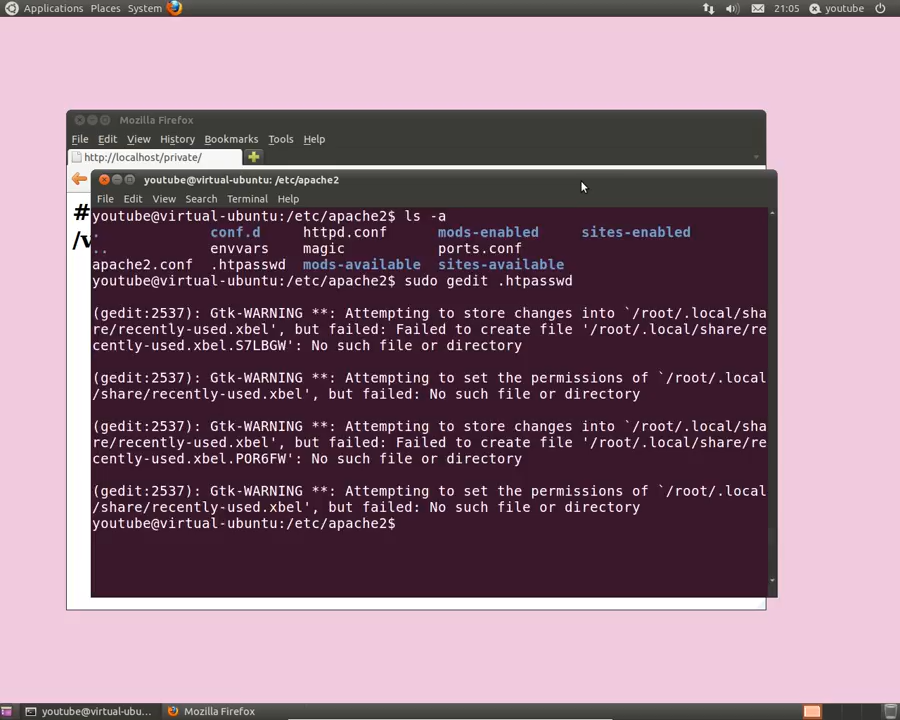 Applications Places System 21:05 youtube
Mozilla Firefox
File Edit View History Bookmarks Tools Help
http://localhost/private/
youtube@virtual-ubuntu: /etc/apache2
File Edit View Search Terminal Help
#
/v
youtube@virtual-ubuntu:/etc/apache2$ ls -a
. conf.d httpd.conf mods-enabled sites-enabled
.. envvars magic ports.conf
apache2.conf .htpasswd mods-available sites-available
youtube@virtual-ubuntu:/etc/apache2$ sudo gedit .htpasswd
(gedit:2537): Gtk-WARNING **: Attempting to store changes into `/root/.local/sha
re/recently-used.xbel', but failed: Failed to create file '/root/.local/share/re
cently-used.xbel.S7LBGW': No such file or directory
(gedit:2537): Gtk-WARNING **: Attempting to set the permissions of `/root/.local
/share/recently-used.xbel', but failed: No such file or directory
(gedit:2537): Gtk-WARNING **: Attempting to store changes into `/root/.local/sha
re/recently-used.xbel', but failed: Failed to create file '/root/.local/share/re
cently-used.xbel.POR6FW': No such file or directory
(gedit:2537): Gtk-WARNING **: Attempting to set the permissions of `/root/.local
/share/recently-used.xbel', but failed: No such file or directory
youtube@virtual-ubuntu:/etc/apache2$
youtube@virtual-ubu... Mozilla Firefox